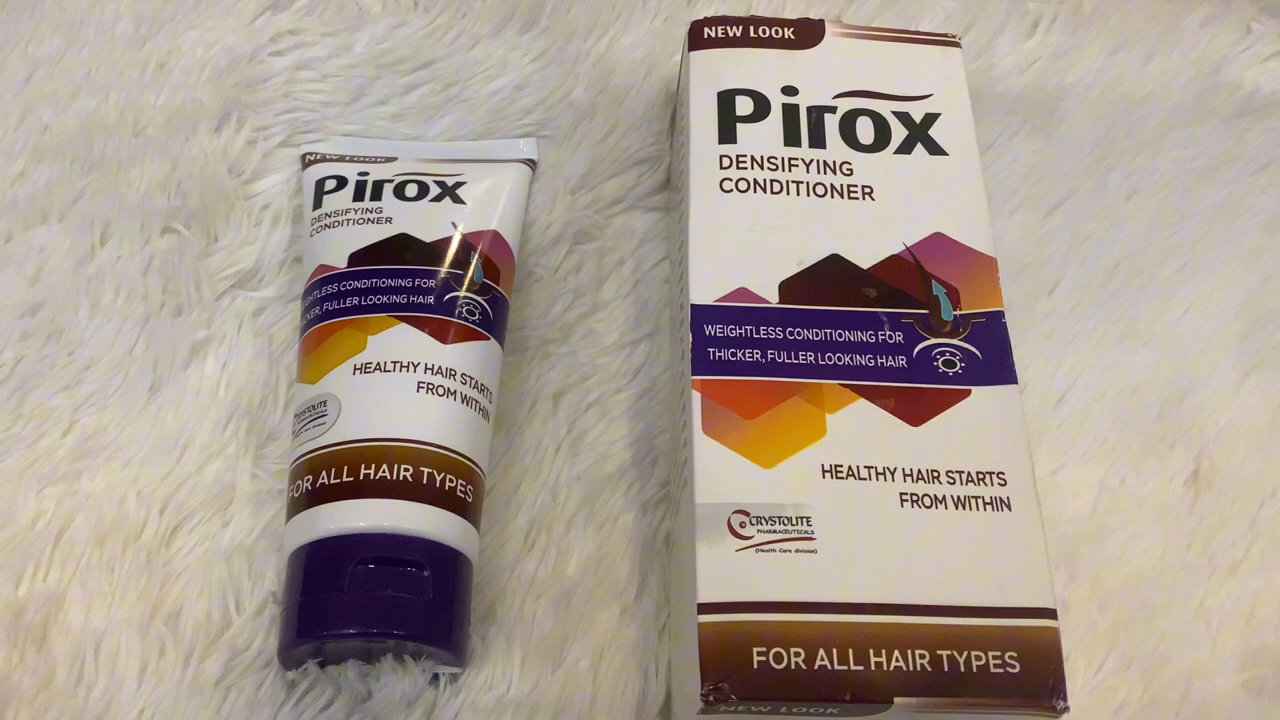 NEW LOOK
Pirox
DENSIFYING
CONDITIONER
CONDITIONING FOR
FULLER LOOKING HAIR
HEALTHY HAIR STARTS
FROM WITHIN
FOR ALL HAIR TYPES
NEW LOOK
Pirox
DENSIFYING
CONDITIONER
WEIGHTLESS CONDITIONING FOR
THICKER, FULLER LOOKING HAIR
HEALTHY HAIR STARTS
FROM WITHIN
CRYSTOLITE
PHARMACEUTICALS
(Health Care division)
FOR ALL HAIR TYPES
NEW LOOK